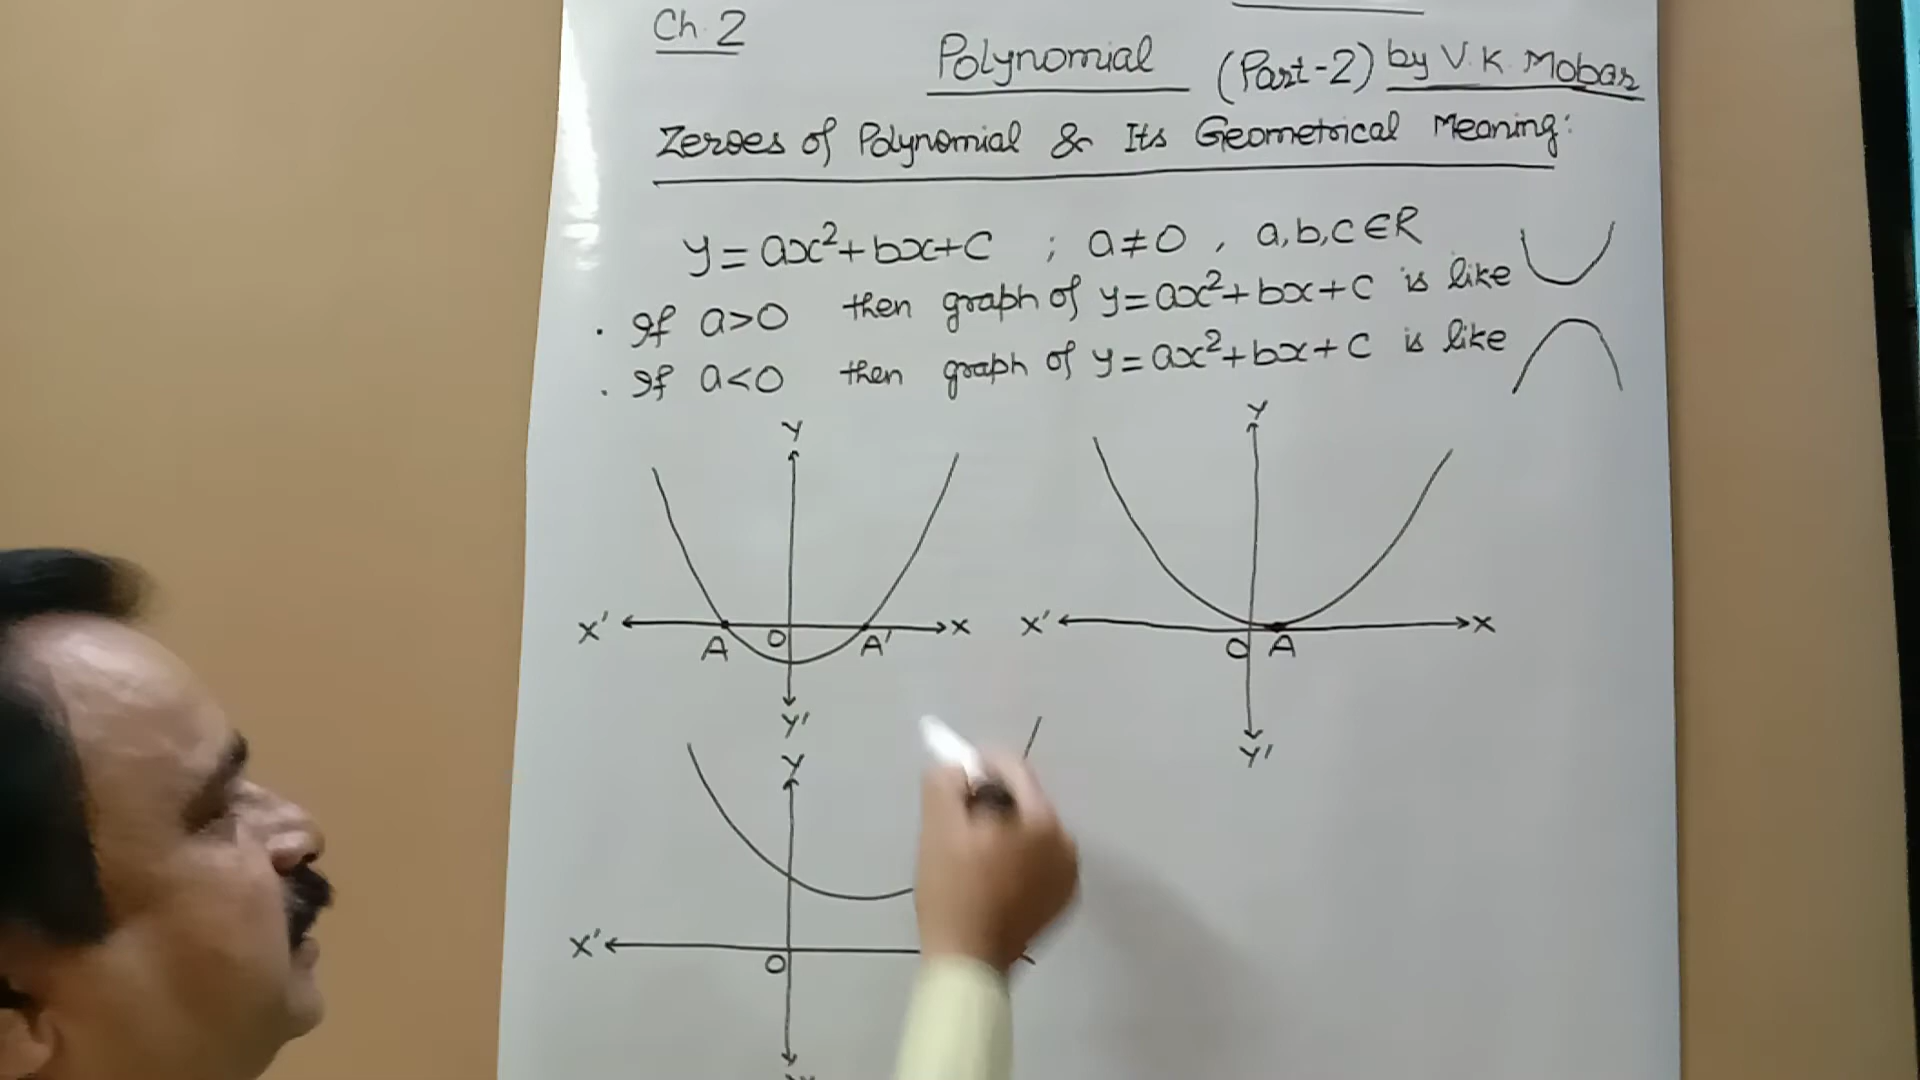 Ch. 2
Polynomial (Part-2) by V.K. Mobar
Zeroes of Polynomial & Its Geometrical Meaning:
y = ax² + bx + c ; a ≠ 0 , a, b, c ∈ R
. If a > 0 then graph of y = ax² + bx + c is like
. If a < 0 then graph of y = ax² + bx + c is like
Y Y
X' A O A' X X' O A X
Y' Y'
Y
X' O